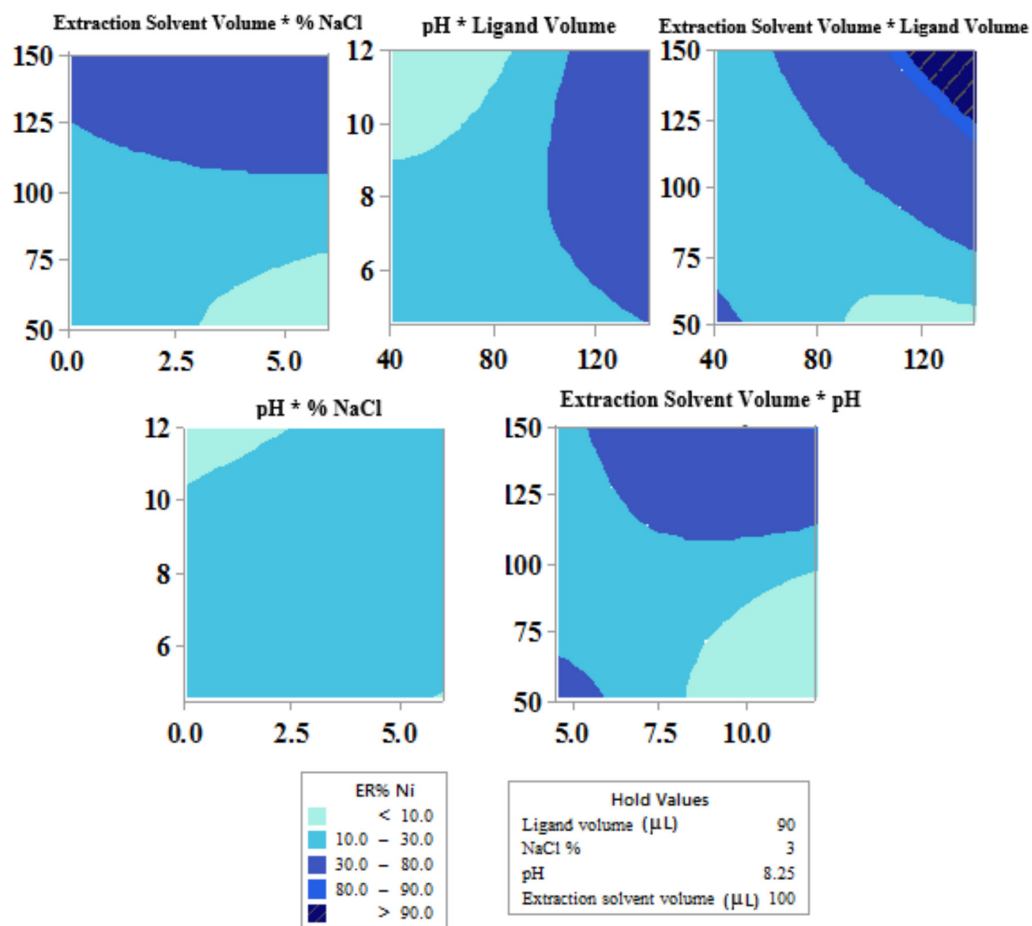 Extraction Solvent Volume * % NaCl
pH * Ligand Volume
Extraction Solvent Volume * Ligand Volume
150
125
100
75
50
0.0 2.5 5.0
12
10
8
6
40 80 120
150
125
100
75
50
40 80 120
pH * % NaCl
Extraction Solvent Volume * pH
12
10
8
6
0.0 2.5 5.0
150
125
100
75
50
5.0 7.5 10.0
ER% Ni
< 10.0
10.0 – 30.0
30.0 – 80.0
80.0 – 90.0
> 90.0
Hold Values
Ligand volume (μL) 90
NaCl % 3
pH 8.25
Extraction solvent volume (μL) 100